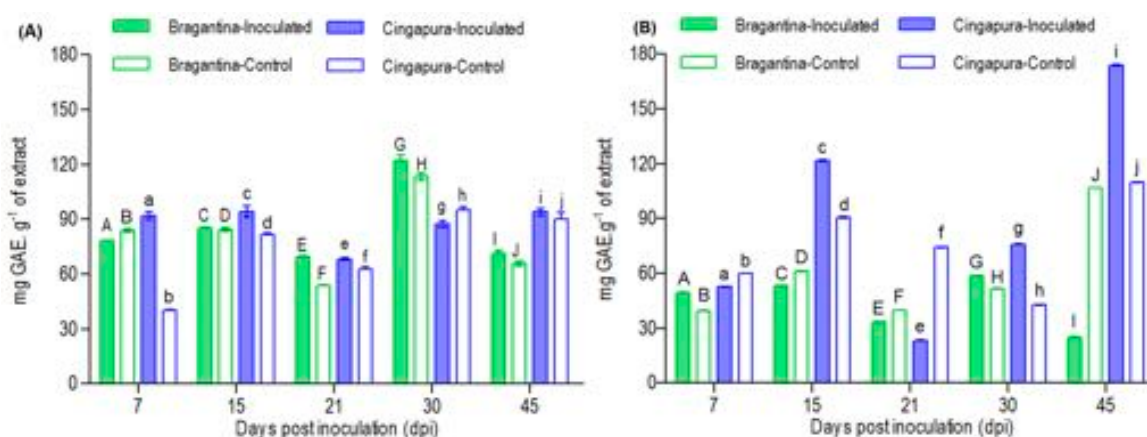 (A)
Bragantina-Inoculated
Cingapura-Inoculated
Bragantina-Control
Cingapura-Control
mg GAE. g-1 of extract
180
150
120
90
60
30
0
A B a b
C D c d
E F e f
G H g h
I J i j
7 15 21 30 45
Days post inoculation (dpi)
(B)
Bragantina-Inoculated
Cingapura-Inoculated
Bragantina-Control
Cingapura-Control
mg GAE.g-1 of extract
180
150
120
90
60
30
0
A B a b
C D c d
E F e f
G H g h
I J i j
7 15 21 30 45
Days post inoculation (dpi)